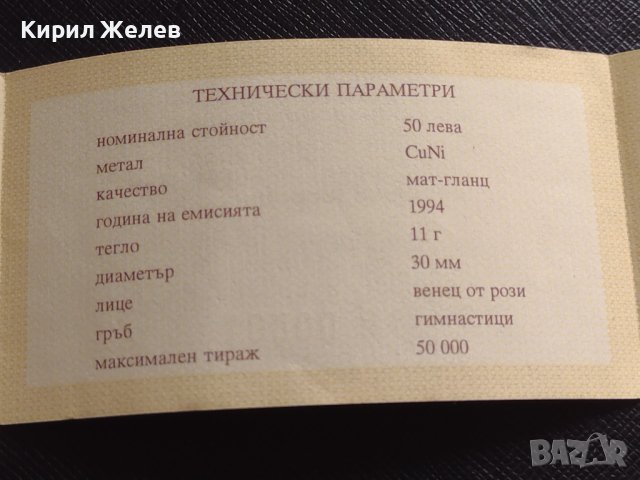 Кирил Желев
ТЕХНИЧЕСКИ ПАРАМЕТРИ
номинална стойност 50 лева
метал CuNi
качество мат-гланц
година на емисията 1994
тегло 11 г
диаметър 30 мм
лице венец от рози
гръб гимнастици
максимален тираж 50 000
BAZAR